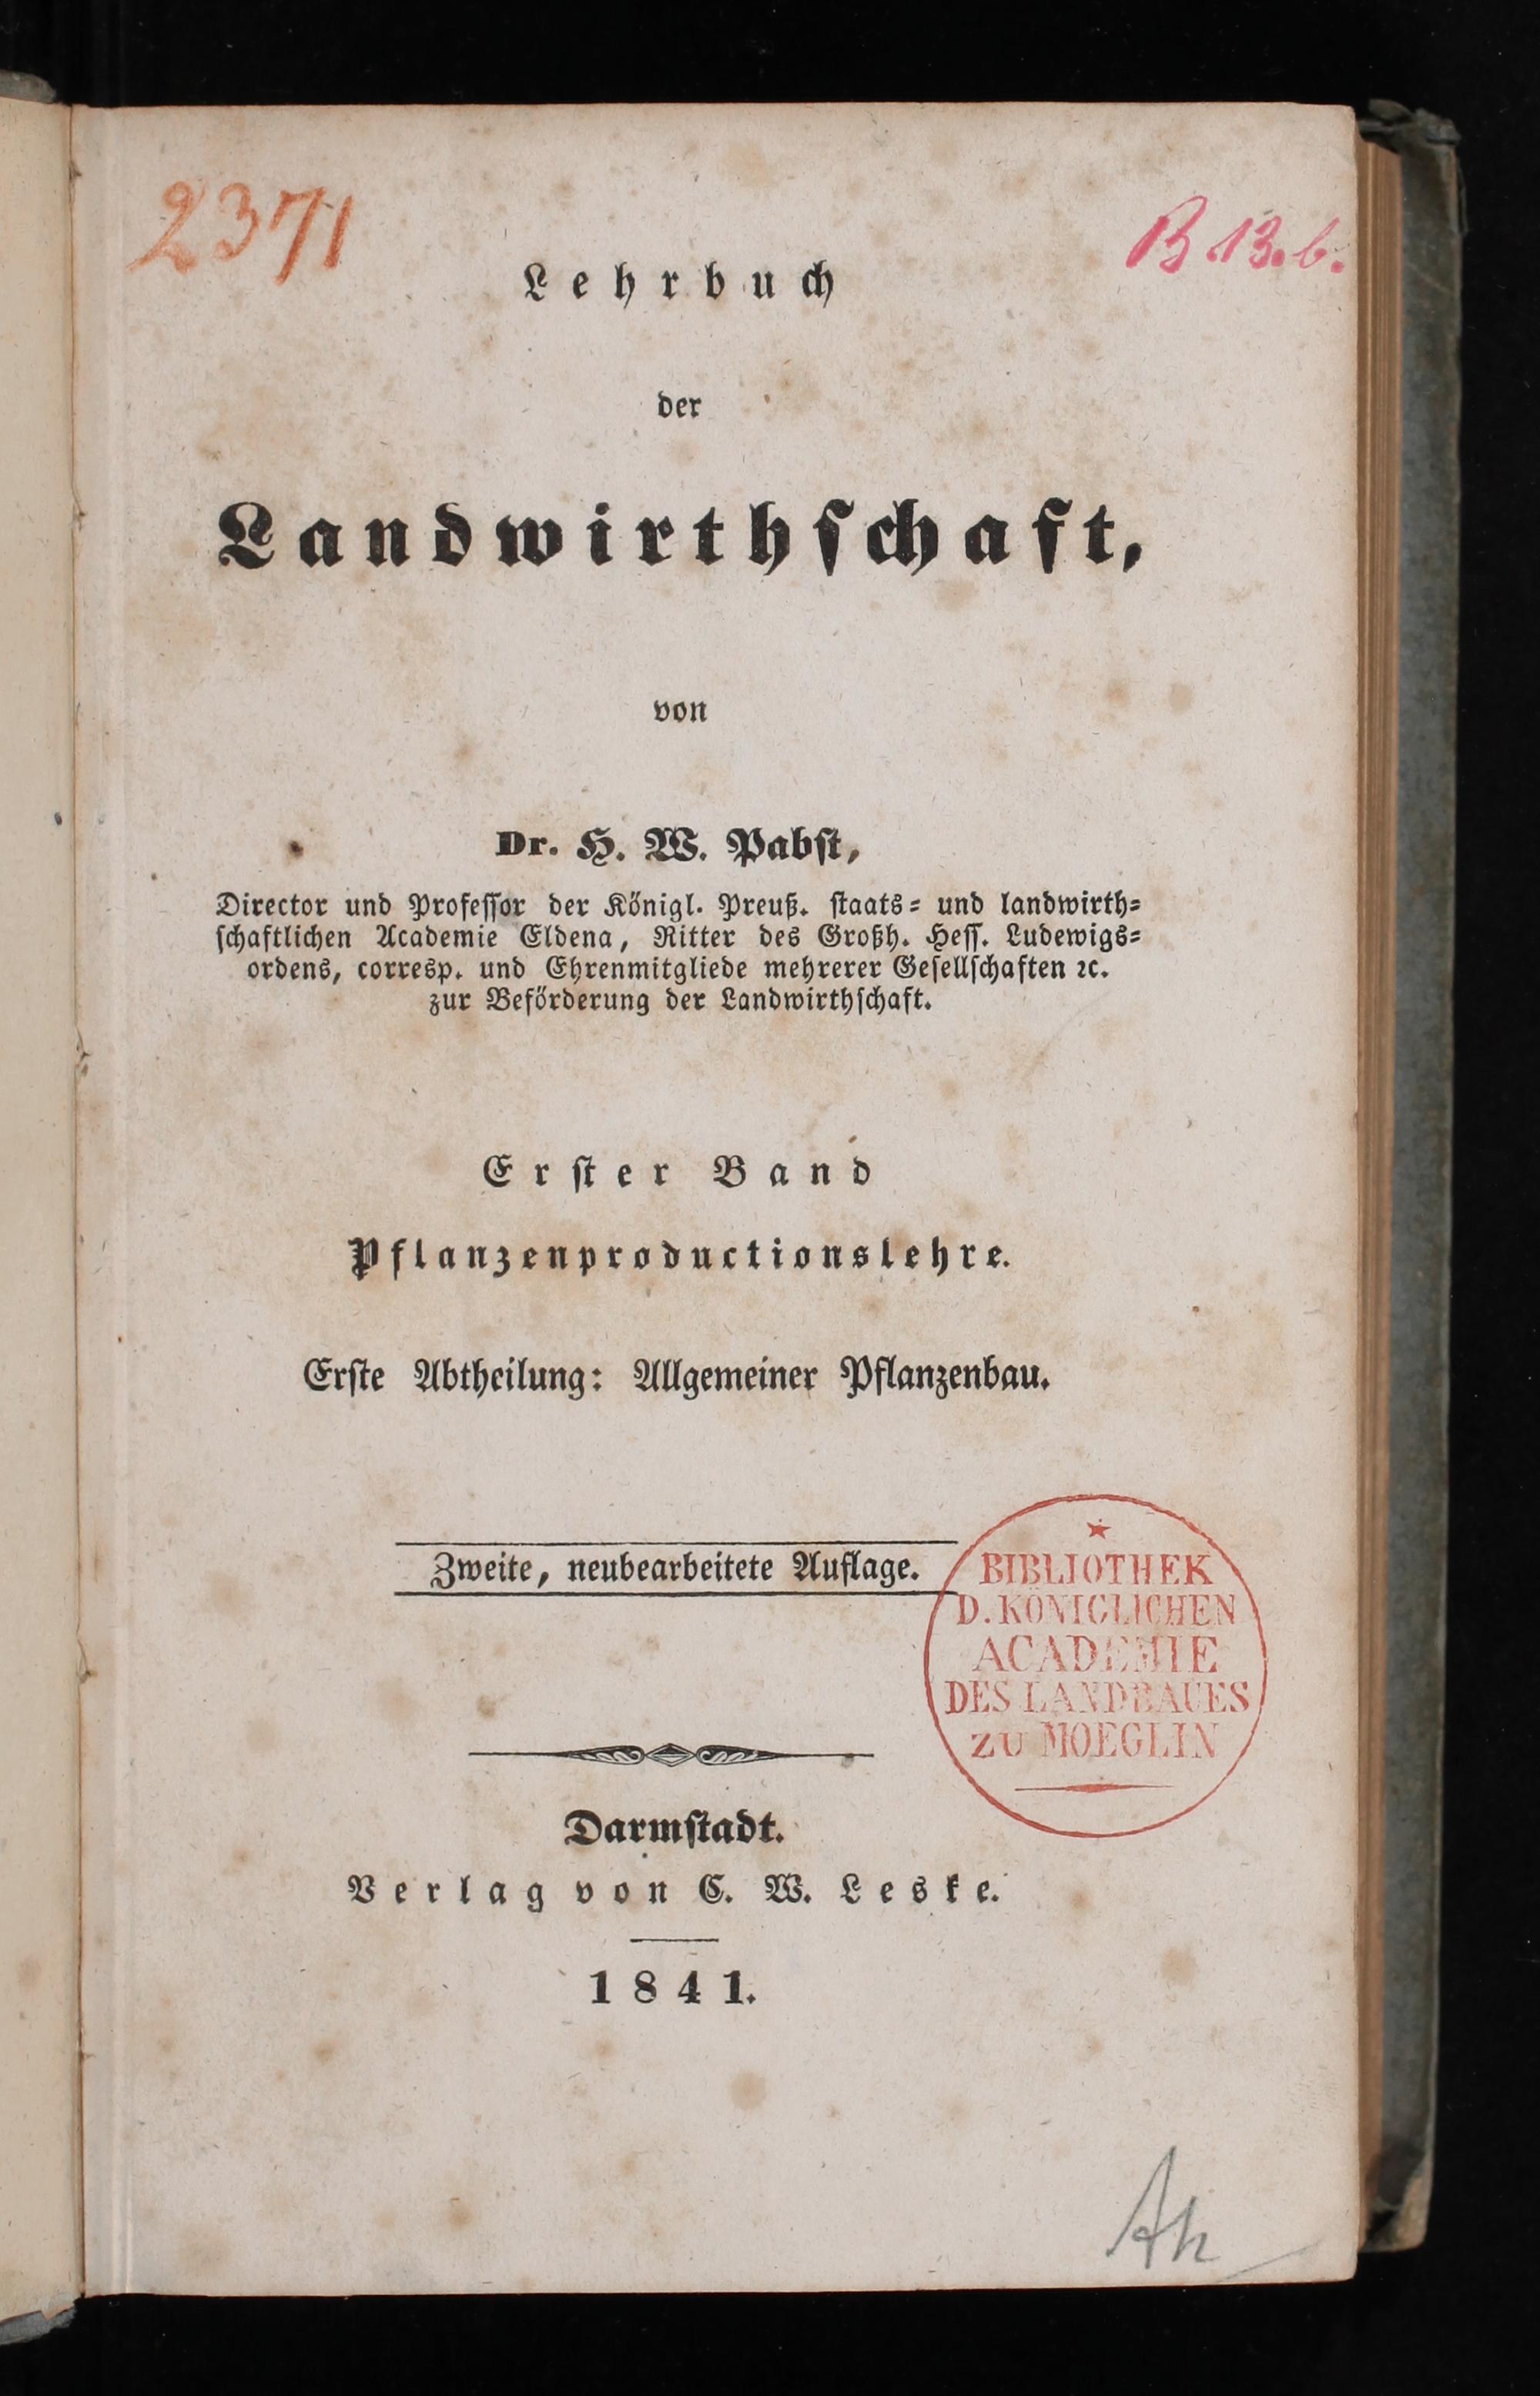 2371
B 13. b.
Lehrbuch
der
Landwirthſchaft,
von
Dr. H. W. Pabſt,
Director und Profeſſor der Königl. Preuß. ſtaats- und landwirth-
ſchaftlichen Academie Eldena, Ritter des Großh. Heſſ. Ludewigs-
ordens, corresp. und Ehrenmitgliede mehrerer Geſellſchaften ꝛc.
zur Beförderung der Landwirthſchaft.
Erſter Band
Pflanzenproductionslehre.
Erſte Abtheilung: Allgemeiner Pflanzenbau.
Zweite, neubearbeitete Auflage.
BIBLIOTHEK
D. KÖNIGLICHEN
ACADEMIE
DES LANDBAUES
ZU MOEGLIN
Darmſtadt.
Verlag von C. W. Leske.
1841.